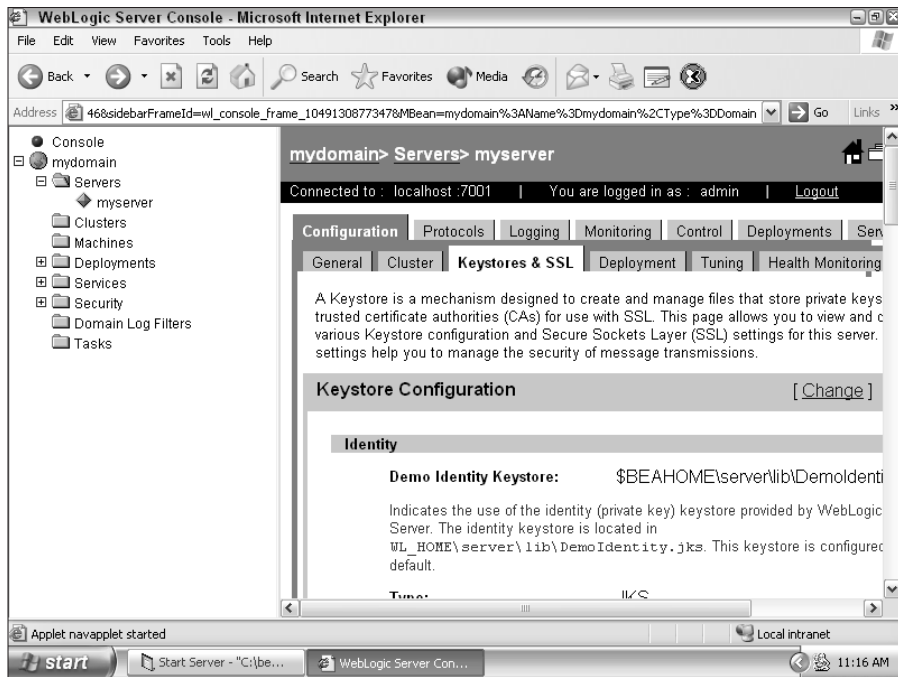 WebLogic Server Console - Microsoft Internet Explorer
File Edit View Favorites Tools Help
Back Search Favorites Media
Address 46&sidebarFrameId=wl_console_frame_1049130877347&MBean=mydomain%3AName%3Dmydomain%2CType%3DDomain Go Links »
Console
mydomain
Servers
myserver
Clusters
Machines
Deployments
Services
Security
Domain Log Filters
Tasks
mydomain> Servers> myserver
Connected to : localhost :7001 | You are logged in as : admin | Logout
Configuration Protocols Logging Monitoring Control Deployments Serv
General Cluster Keystores & SSL Deployment Tuning Health Monitoring
A Keystore is a mechanism designed to create and manage files that store private keys
trusted certificate authorities (CAs) for use with SSL. This page allows you to view and
various Keystore configuration and Secure Sockets Layer (SSL) settings for this server.
settings help you to manage the security of message transmissions.
Keystore Configuration [ Change ]
Identity
Demo Identity Keystore: $BEAHOME\server\lib\DemoIdenti
Indicates the use of the identity (private key) keystore provided by WebLogic
Server. The identity keystore is located in
WL_HOME\server\lib\DemoIdentity.jks. This keystore is configured
default.
Type: JKS
Applet navapplet started Local intranet
start Start Server - "C:\be... WebLogic Server Con... 11:16 AM